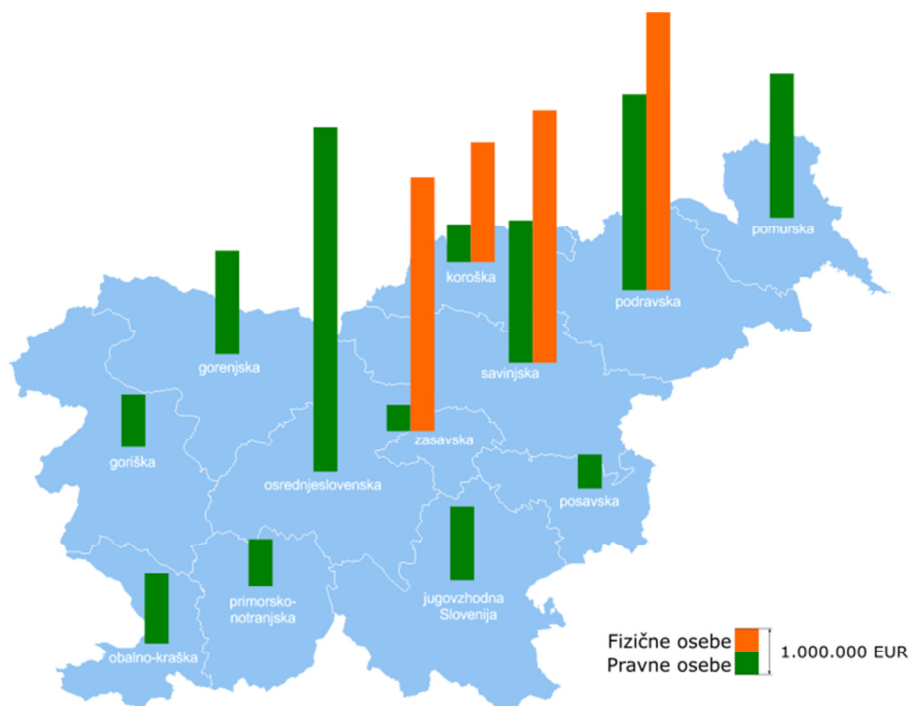 pomurska
koroška
podravska
gorenjska
savinjska
zasavska
goriška
osrednjeslovenska
posavska
primorsko-
notranjska
jugovzhodna
Slovenija
obalno-kraška
Fizične osebe
Pravne osebe
1.000.000 EUR